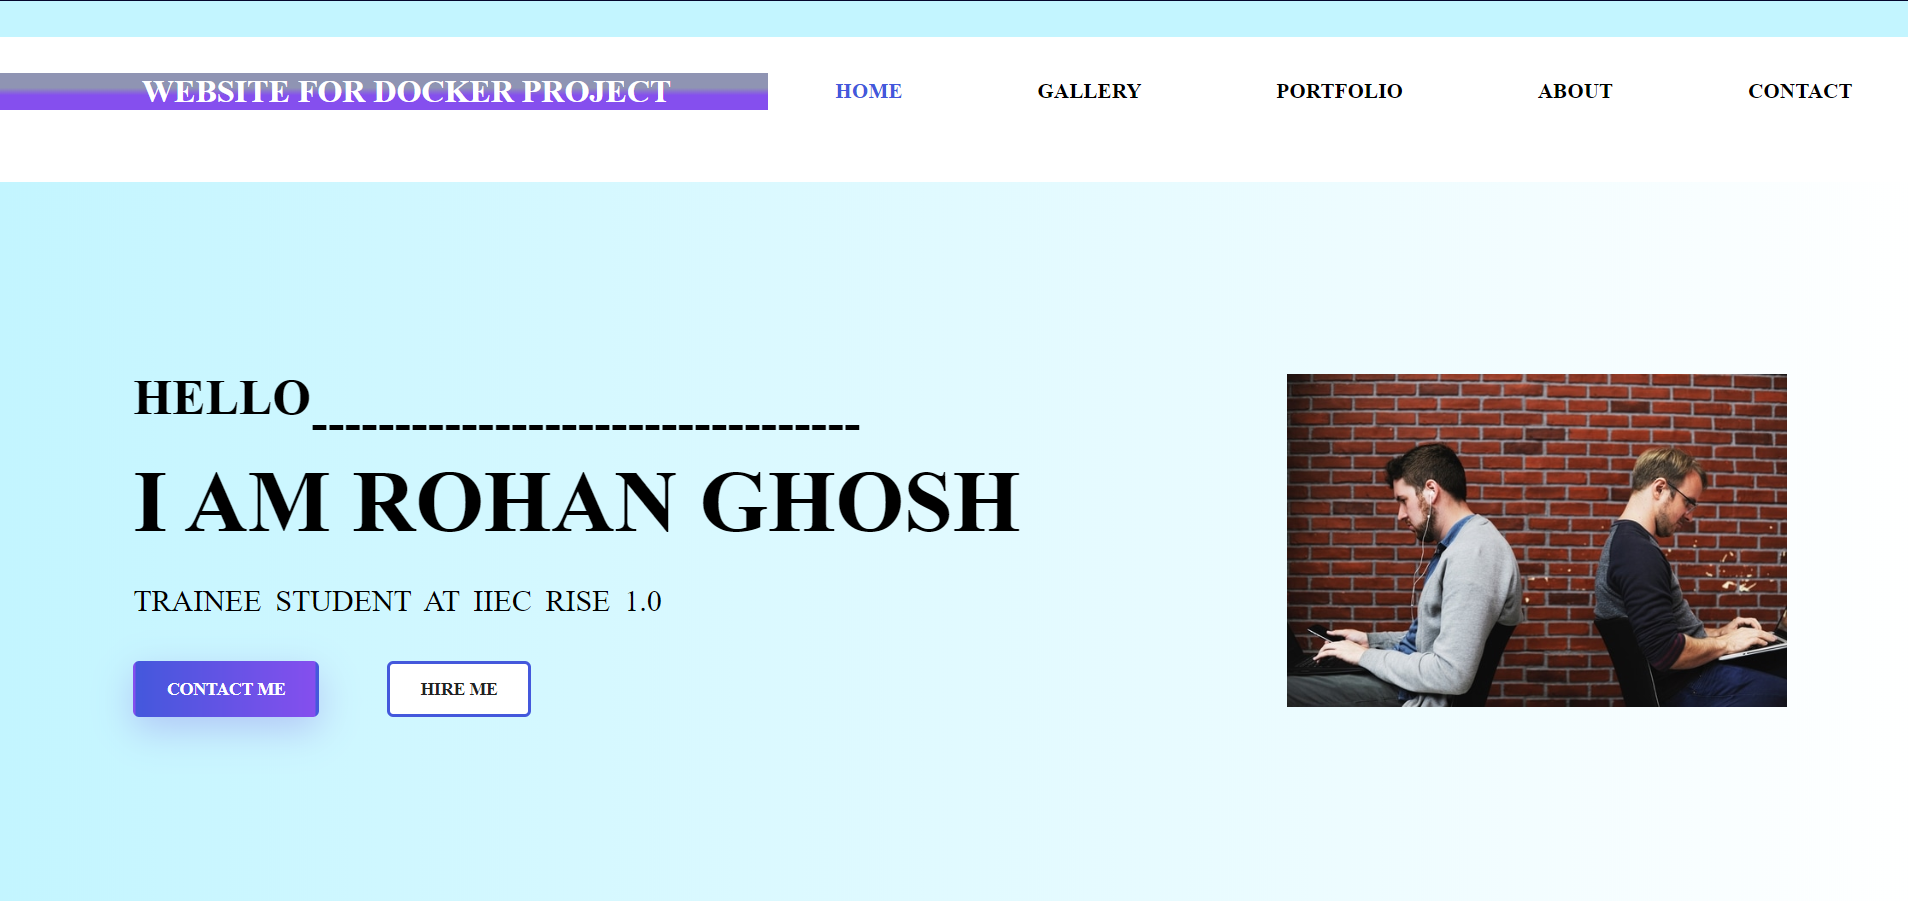 WEBSITE FOR DOCKER PROJECT
HOME GALLERY PORTFOLIO ABOUT CONTACT
HELLO_________________________________
I AM ROHAN GHOSH
TRAINEE STUDENT AT IIEC RISE 1.0
CONTACT ME HIRE ME